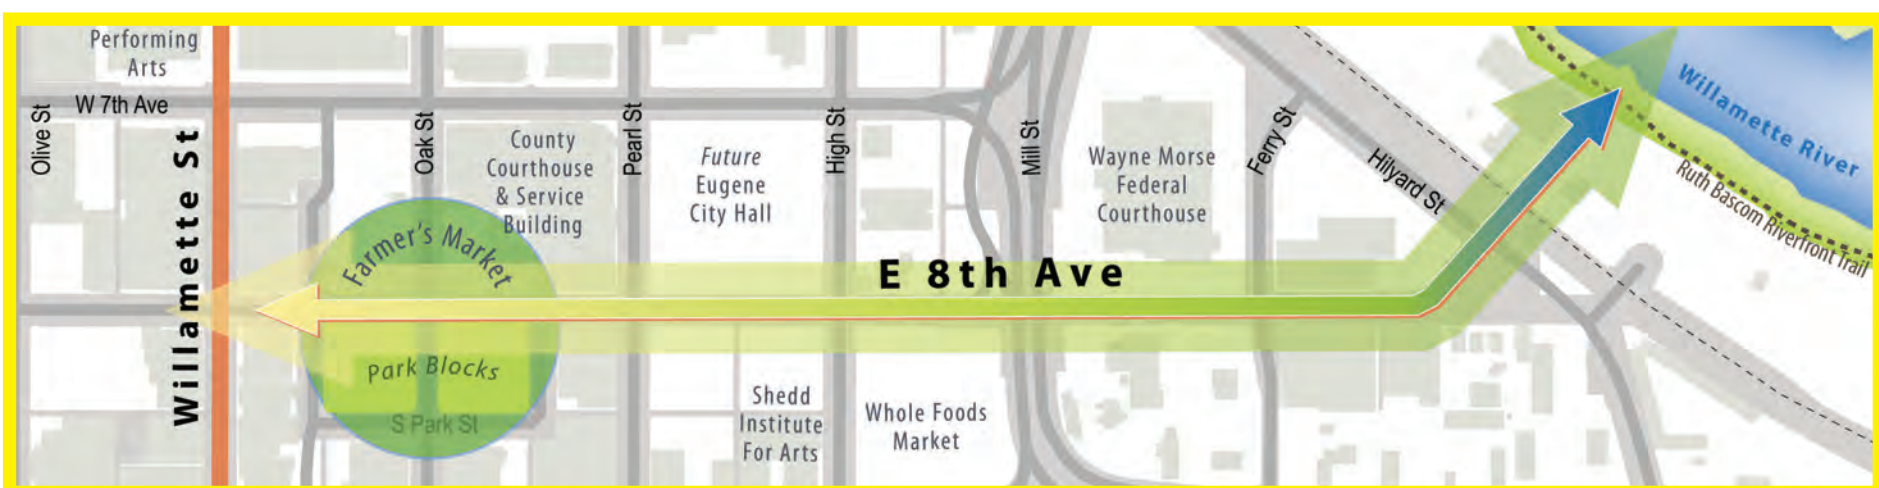 Performing
Arts
W 7th Ave
Olive St
Willamette St
Oak St
County
Courthouse
& Service
Building
Pearl St
Future
Eugene
City Hall
High St
Mill St
Wayne Morse
Federal
Courthouse
Ferry St
Hilyard St
Willamette River
Ruth Bascom Riverfront Trail
Farmer's Market
E 8th Ave
Park Blocks
S Park St
Shedd
Institute
For Arts
Whole Foods
Market